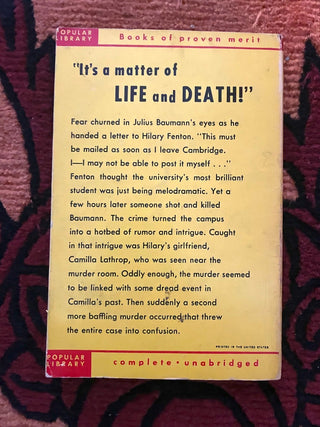 POPULAR
LIBRARY
Books of proven merit
"It's a matter of
LIFE and DEATH!"
Fear churned in Julius Baumann's eyes as he
handed a letter to Hilary Fenton. "This must
be mailed as soon as I leave Cambridge.
I—I may not be able to post it myself . . ."
Fenton thought the university's most brilliant
student was just being melodramatic. Yet a
few hours later someone shot and killed
Baumann. The crime turned the campus
into a hotbed of rumor and intrigue. Caught
in that intrigue was Hilary's girlfriend,
Camilla Lathrop, who was seen near the
murder room. Oddly enough, the murder seemed
to be linked with some dread event in
Camilla's past. Then suddenly a second
more baffling murder occurred that threw
the entire case into confusion.
PRINTED IN THE UNITED STATES
POPULAR
LIBRARY
complete • unabridged